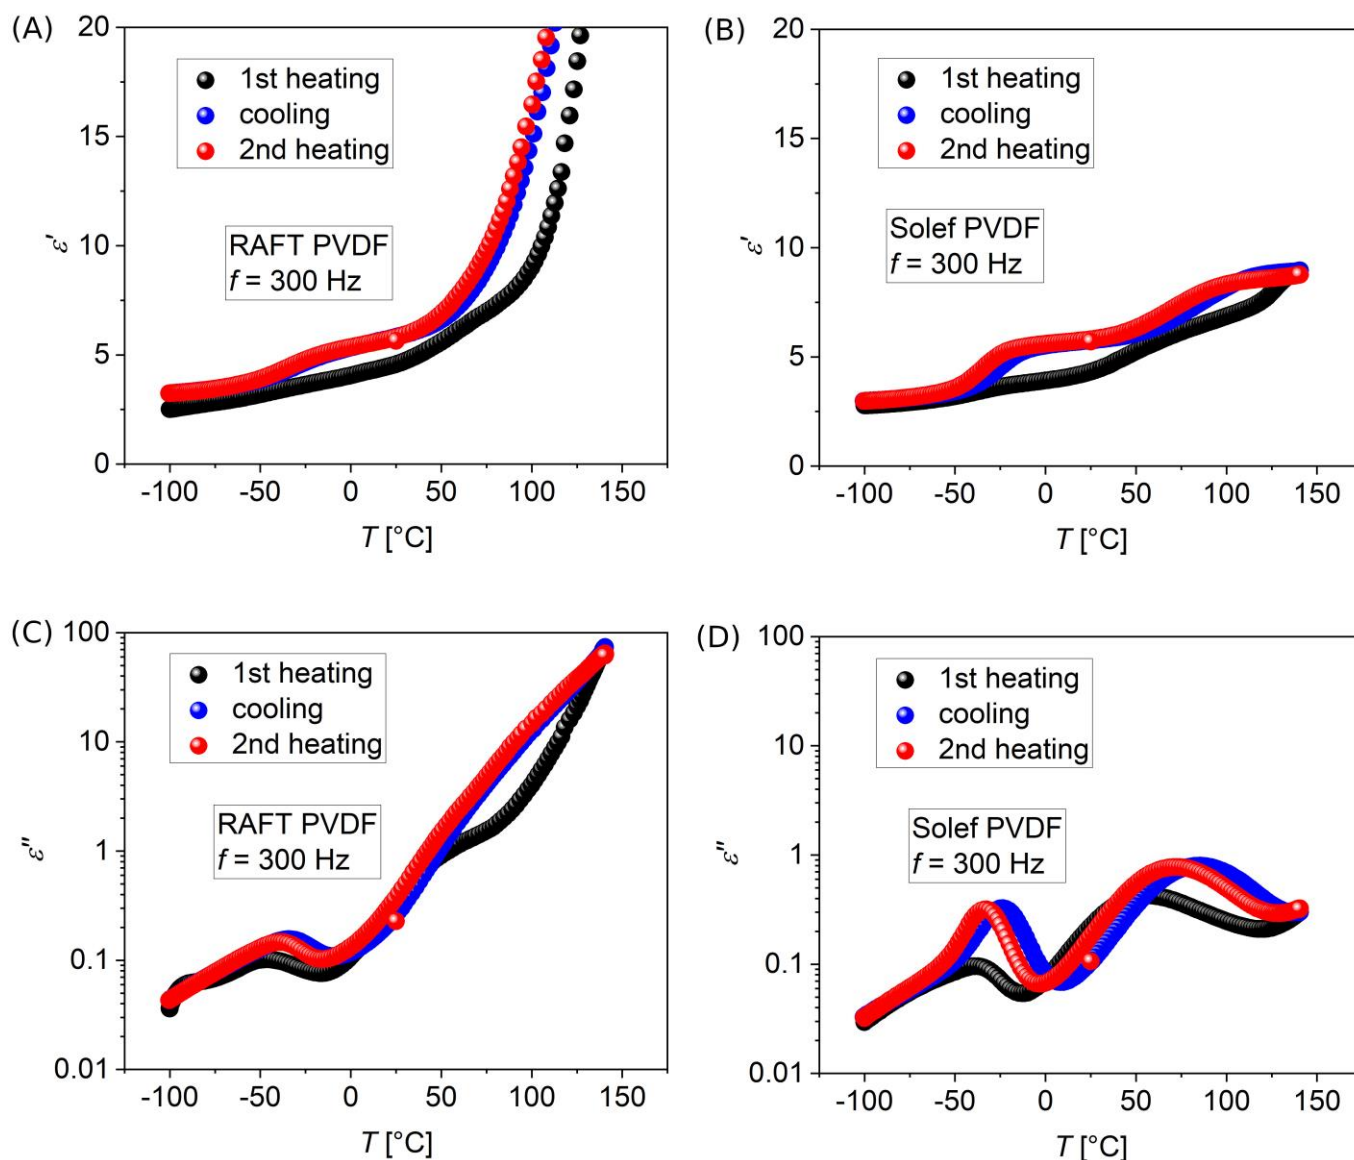 (A)
20
15
10
5
0
ε'
1st heating
cooling
2nd heating
RAFT PVDF
f = 300 Hz
-100 -50 0 50 100 150
T [°C]
(B)
20
15
10
5
0
ε'
1st heating
cooling
2nd heating
Solef PVDF
f = 300 Hz
-100 -50 0 50 100 150
T [°C]
(C)
100
10
1
0.1
0.01
ε"
1st heating
cooling
2nd heating
RAFT PVDF
f = 300 Hz
-100 -50 0 50 100 150
T [°C]
(D)
100
10
1
0.1
0.01
ε"
1st heating
cooling
2nd heating
Solef PVDF
f = 300 Hz
-100 -50 0 50 100 150
T [°C]